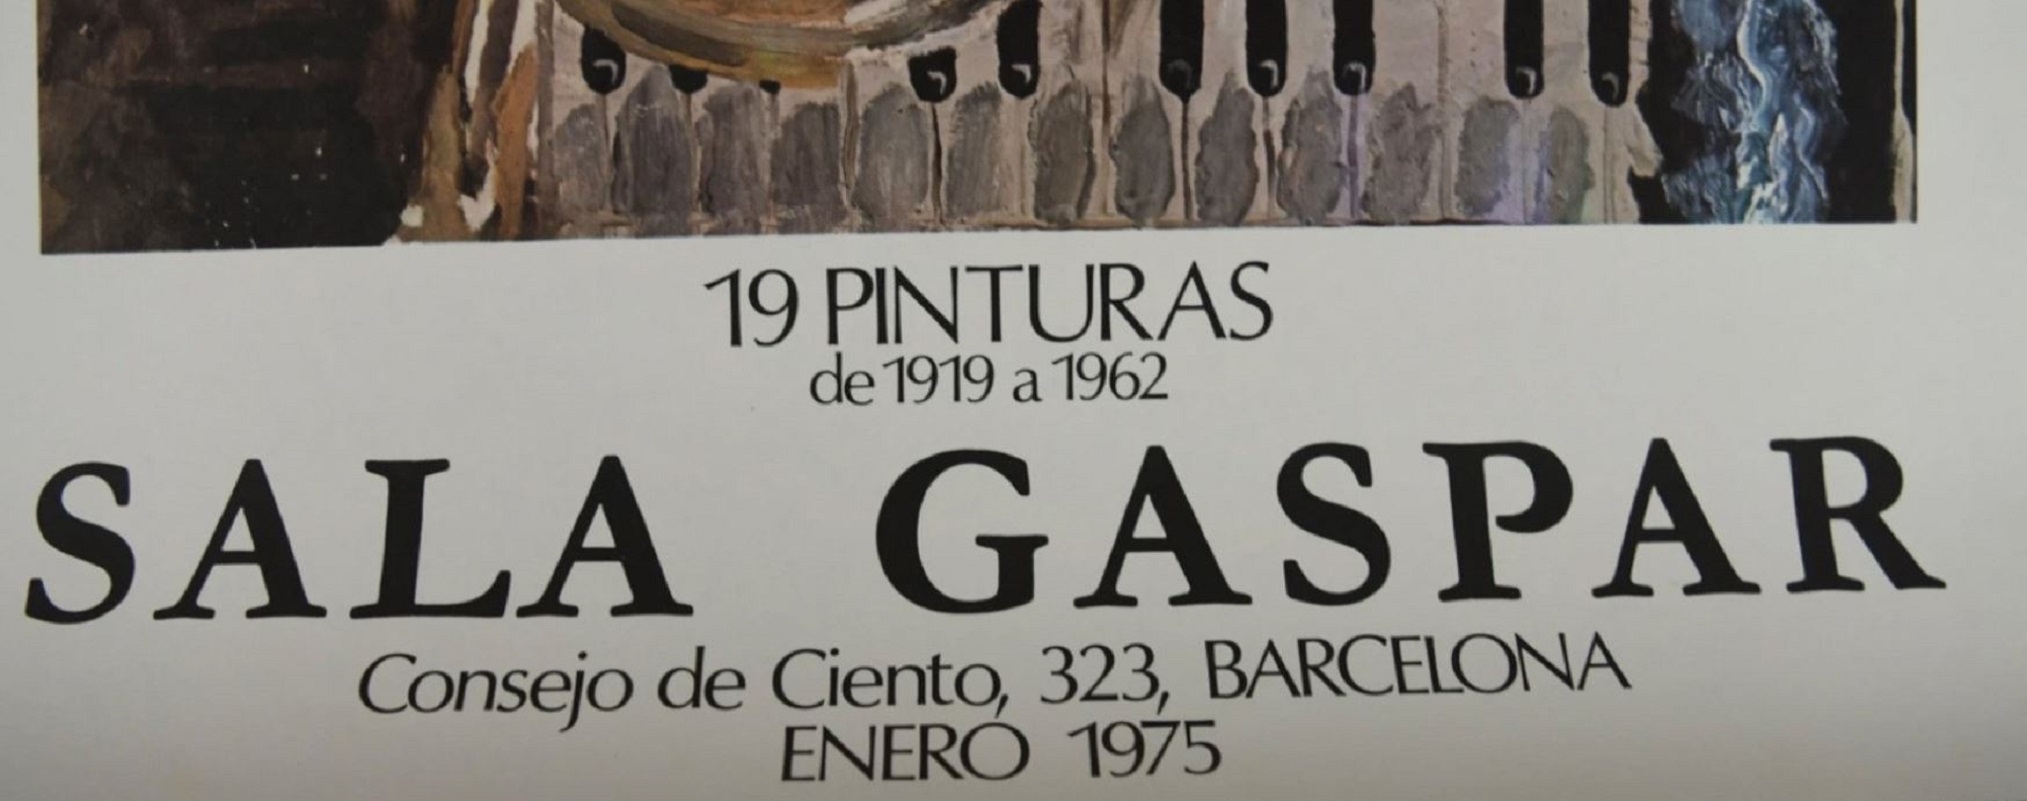 19 PINTURAS
de 1919 a 1962
SALA GASPAR
Consejo de Ciento, 323, BARCELONA
ENERO 1975